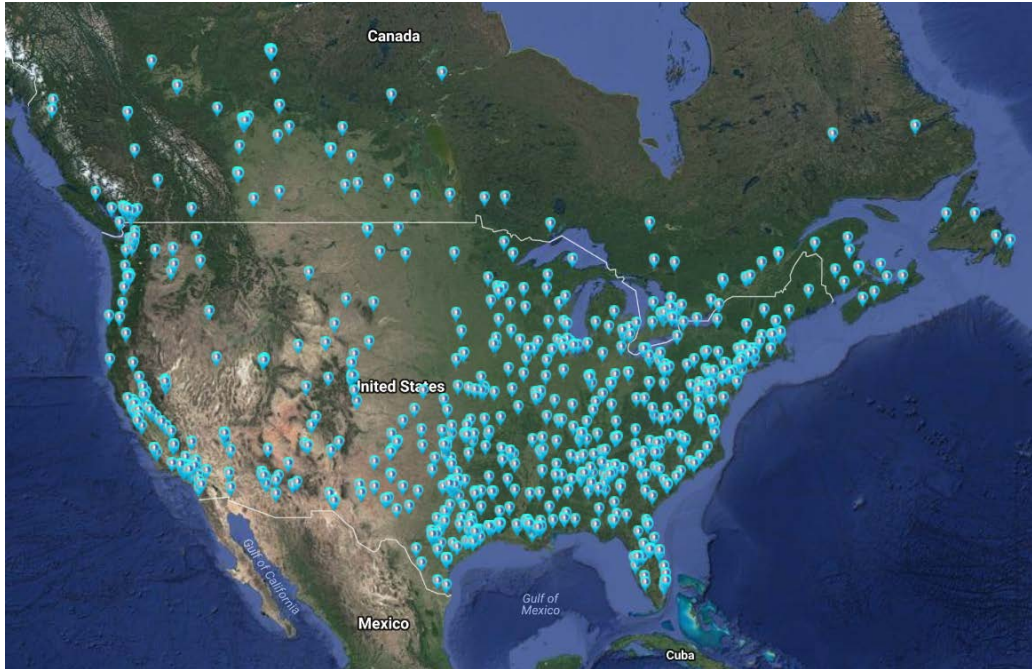 Canada
United States
Gulf of California
Gulf of
Mexico
Mexico
Cuba